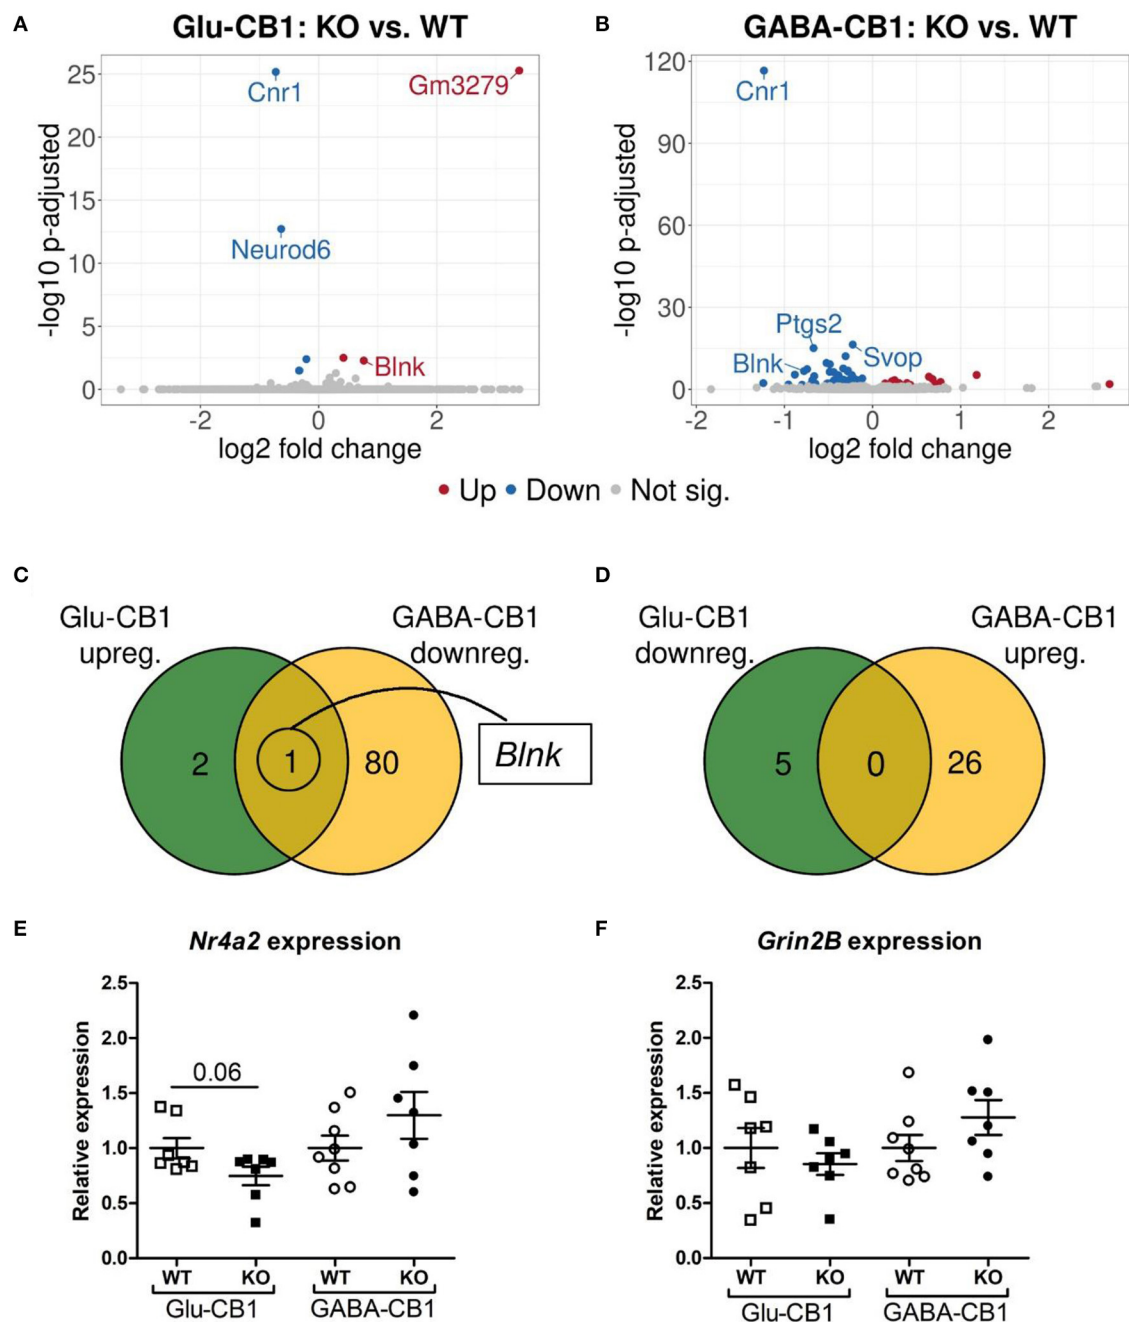 A
Glu-CB1: KO vs. WT
-log10 p-adjusted
25
20
15
10
5
0
Cnr1
Gm3279
Neurod6
Blnk
-2
0
2
log2 fold change
B
GABA-CB1: KO vs. WT
-log10 p-adjusted
120
90
60
30
0
Cnr1
Ptgs2
Blnk
Svop
-2
-1
0
1
2
log2 fold change
Up Down Not sig.
C
Glu-CB1
upreg.
GABA-CB1
downreg.
2
1
80
Blnk
D
Glu-CB1
downreg.
GABA-CB1
upreg.
5
0
26
E
Nr4a2 expression
Relative expression
2.5
2.0
1.5
1.0
0.5
0.0
0.06
WT
KO
WT
KO
Glu-CB1
GABA-CB1
F
Grin2B expression
Relative expression
2.5
2.0
1.5
1.0
0.5
0.0
WT
KO
WT
KO
Glu-CB1
GABA-CB1